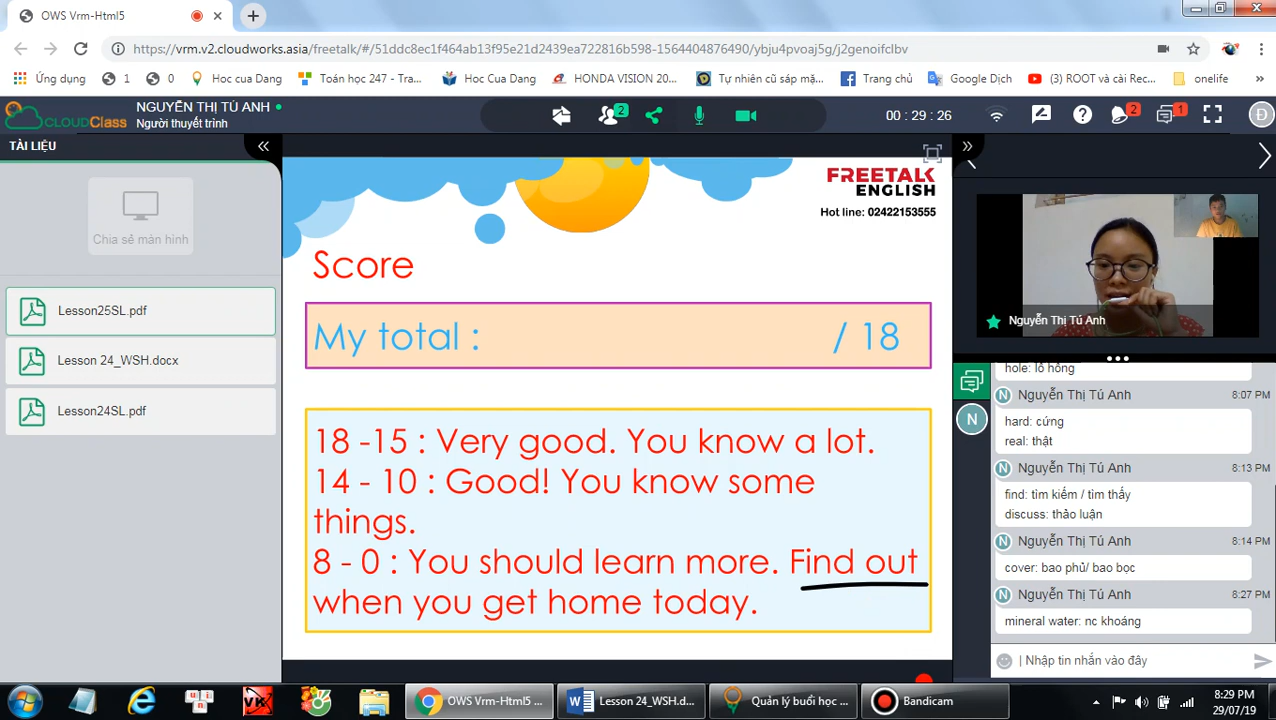 OWS Vrm-Html5
https://vrm.v2.cloudworks.asia/freetalk/#/51ddc8ec1f464ab13f95e21d2439ea722816b598-1564404876490/ybju4pvoaj5g/j2genoifclbv
Ứng dụng
1
0
Hoc cua Dang
Toán học 247 - Tra...
Học Cua Dang
HONDA VISION 20...
Tự nhiên cũ sáp mặ...
Trang chủ
Google Dịch
(3) ROOT và cài Rec...
onelife
»
CLOUDClass
NGUYỄN THỊ TÚ ANH
Người thuyết trình
2
00 : 29 : 26
2
1
Đ
TÀI LIỆU
Chia sẻ màn hình
Lesson25SL.pdf
Lesson 24_WSH.docx
Lesson24SL.pdf
FREETALK
ENGLISH
Hot line: 02422153555
Score
My total : / 18
18 -15 : Very good. You know a lot.
14 - 10 : Good! You know some
things.
8 - 0 : You should learn more. Find out
when you get home today.
Nguyễn Thị Tú Anh
hole: lỗ hổng
N Nguyễn Thị Tú Anh 8:07 PM
N
hard: cứng
real: thật
N Nguyễn Thị Tú Anh 8:13 PM
find: tìm kiếm / tìm thấy
discuss: thảo luận
N Nguyễn Thị Tú Anh 8:14 PM
cover: bao phủ/ bao bọc
N Nguyễn Thị Tú Anh 8:27 PM
mineral water: nc khoáng
Nhập tin nhắn vào đây
OWS Vrm-Html5 ...
Lesson 24_WSH.d...
Quản lý buổi học ...
Bandicam
8:29 PM
29/07/19